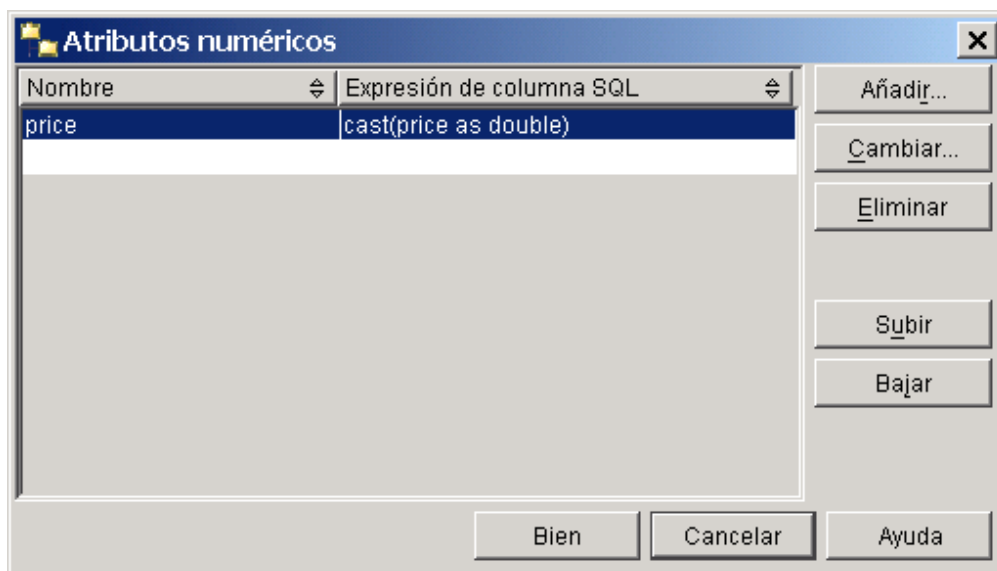 Atributos numéricos
Nombre Expresión de columna SQL
price cast(price as double)
Añadir...
Cambiar...
Eliminar
Subir
Bajar
Bien Cancelar Ayuda